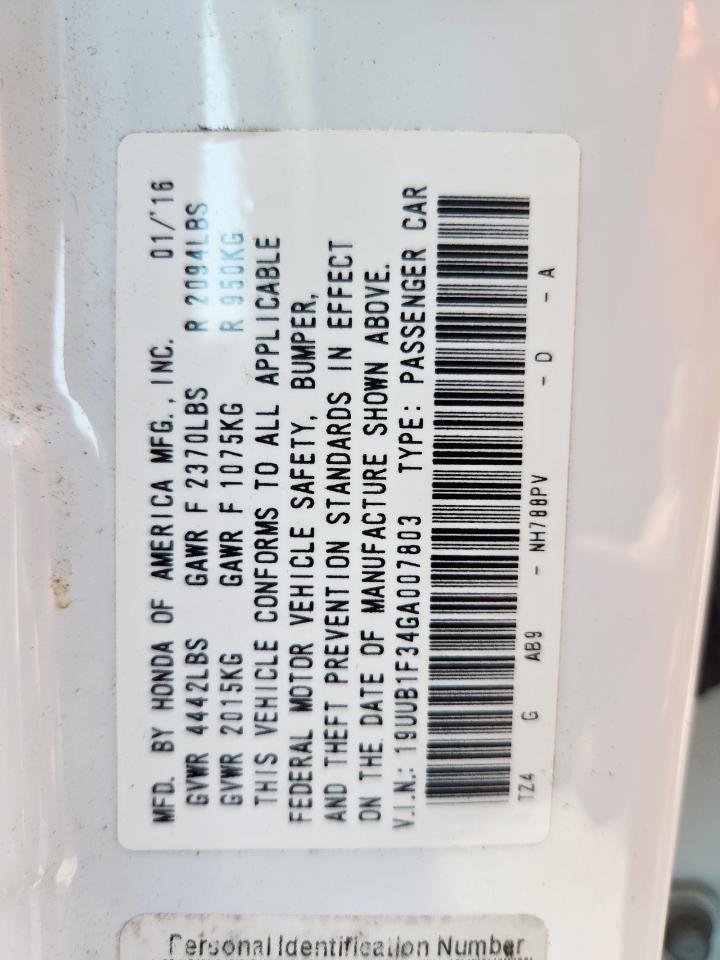 MFD. BY HONDA OF AMERICA MFG., INC. 01/'16
GVWR 4442LBS GAWR F 2370LBS R 2094LBS
GVWR 2015KG GAWR F 1075KG R 950KG
THIS VEHICLE CONFORMS TO ALL APPLICABLE
FEDERAL MOTOR VEHICLE SAFETY, BUMPER,
AND THEFT PREVENTION STANDARDS IN EFFECT
ON THE DATE OF MANUFACTURE SHOWN ABOVE.
V.I.N.: 19UUB1F34GA007803 TYPE: PASSENGER CAR
TZ4 G AB9 - NH788PV - D - A
Personal Identification Number